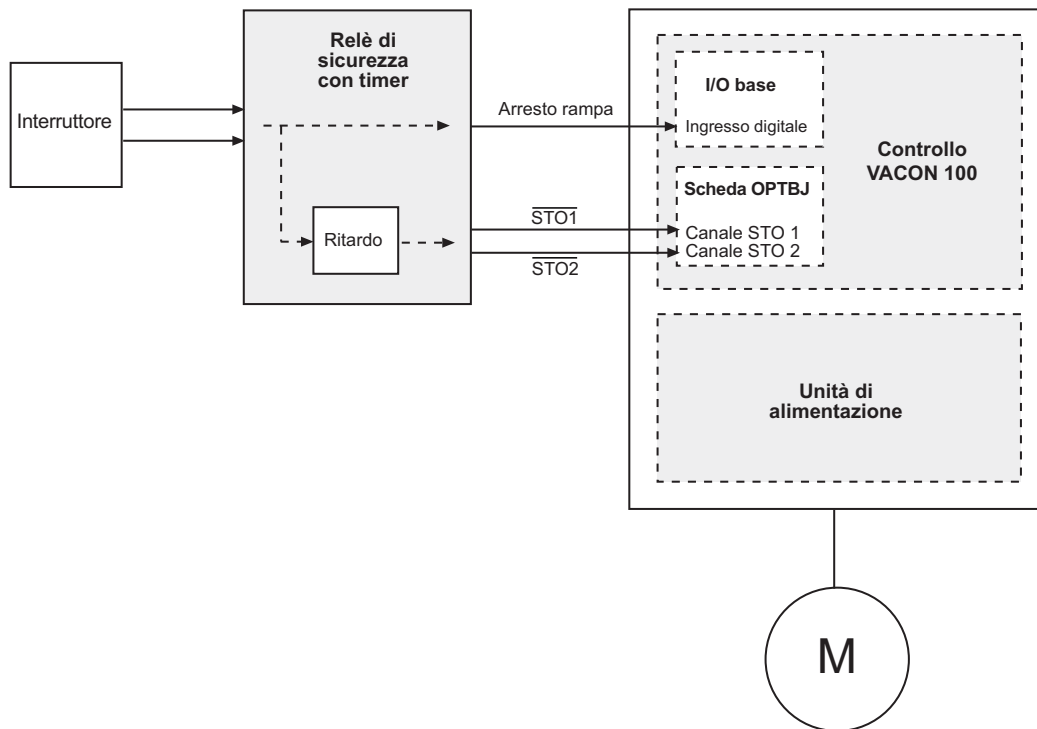 Interruttore
Relè di
sicurezza
con timer
Ritardo
Arresto rampa
STO1
STO2
I/O base
Ingresso digitale
Scheda OPTBJ
Canale STO 1
Canale STO 2
Controllo
VACON 100
Unità di
alimentazione
M